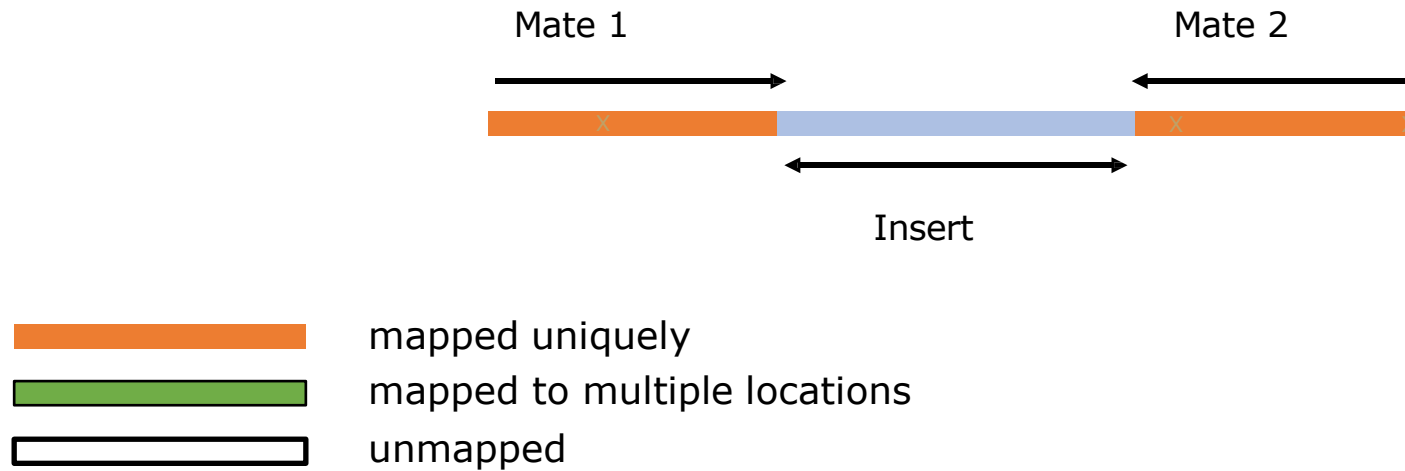 Mate 1 Mate 2
x x
Insert
mapped uniquely
mapped to multiple locations
unmapped